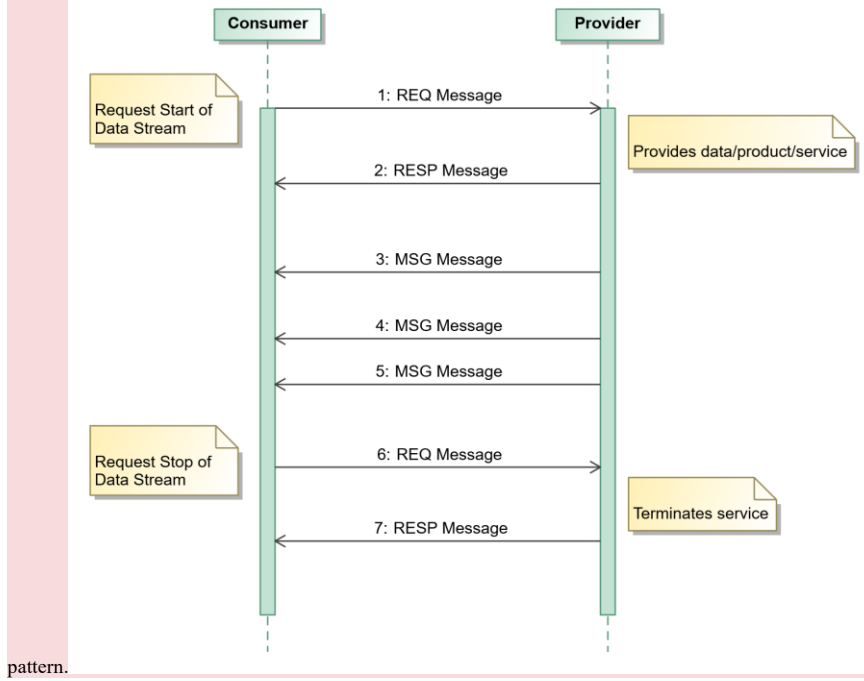 Consumer
Provider
Request Start of
Data Stream
1: REQ Message
Provides data/product/service
2: RESP Message
3: MSG Message
4: MSG Message
5: MSG Message
Request Stop of
Data Stream
6: REQ Message
Terminates service
7: RESP Message
pattern.